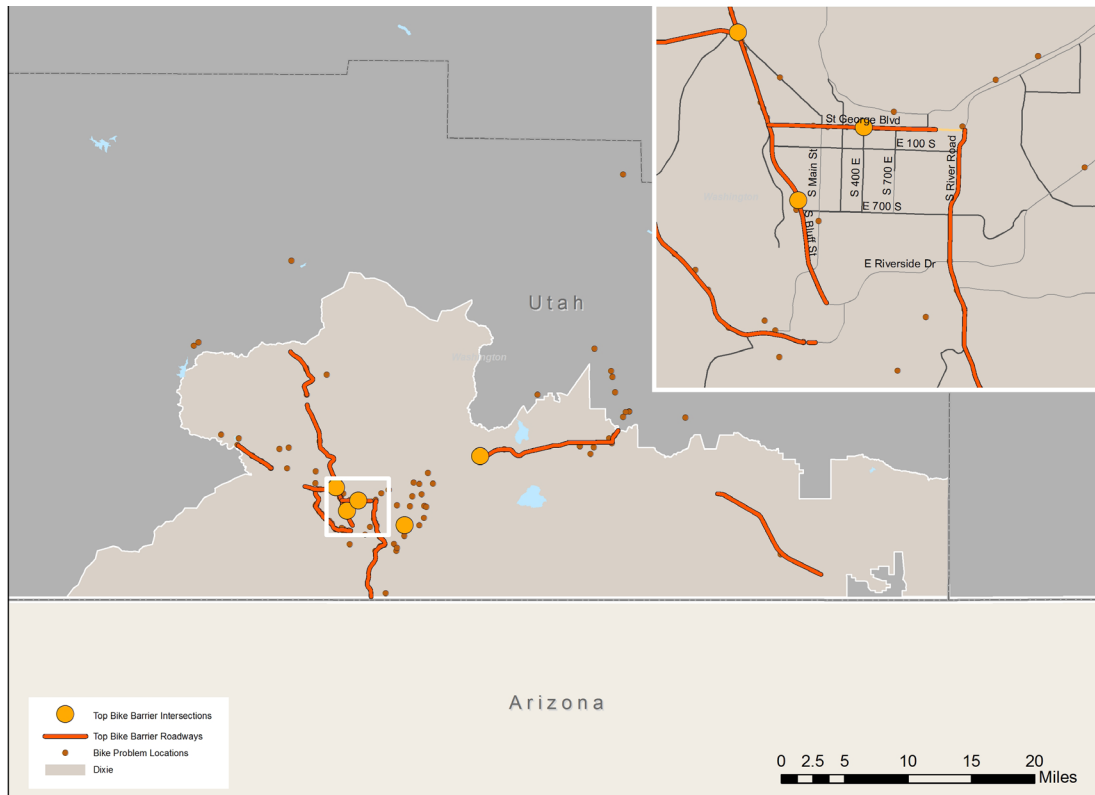 St George Blvd
E 100 S
S Main St
S 400 E
S 700 E
S River Road
Washington
E 700 S
S Bluff St
E Riverside Dr
Utah
Washington
Arizona
Top Bike Barrier Intersections
Top Bike Barrier Roadways
Bike Problem Locations
Dixie
0 2.5 5 10 15 20
Miles